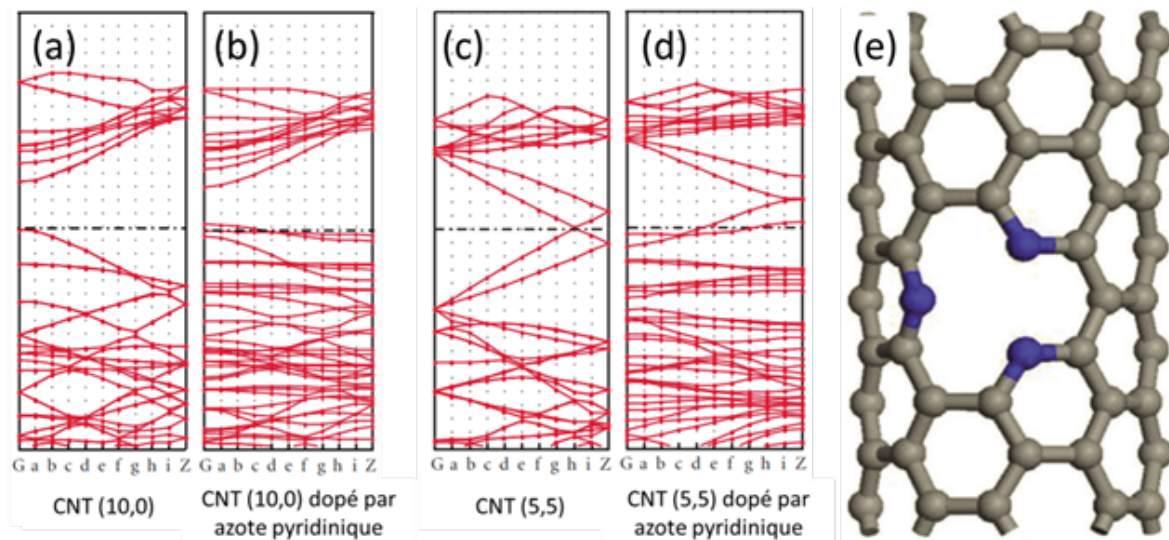 (a) (b) (c) (d) (e)
G a b c d e f g h i Z G a b c d e f g h i Z G a b c d e f g h i Z G a b c d e f g h i Z
CNT (10,0)
CNT (10,0) dopé par
azote pyridinique
CNT (5,5)
CNT (5,5) dopé par
azote pyridinique